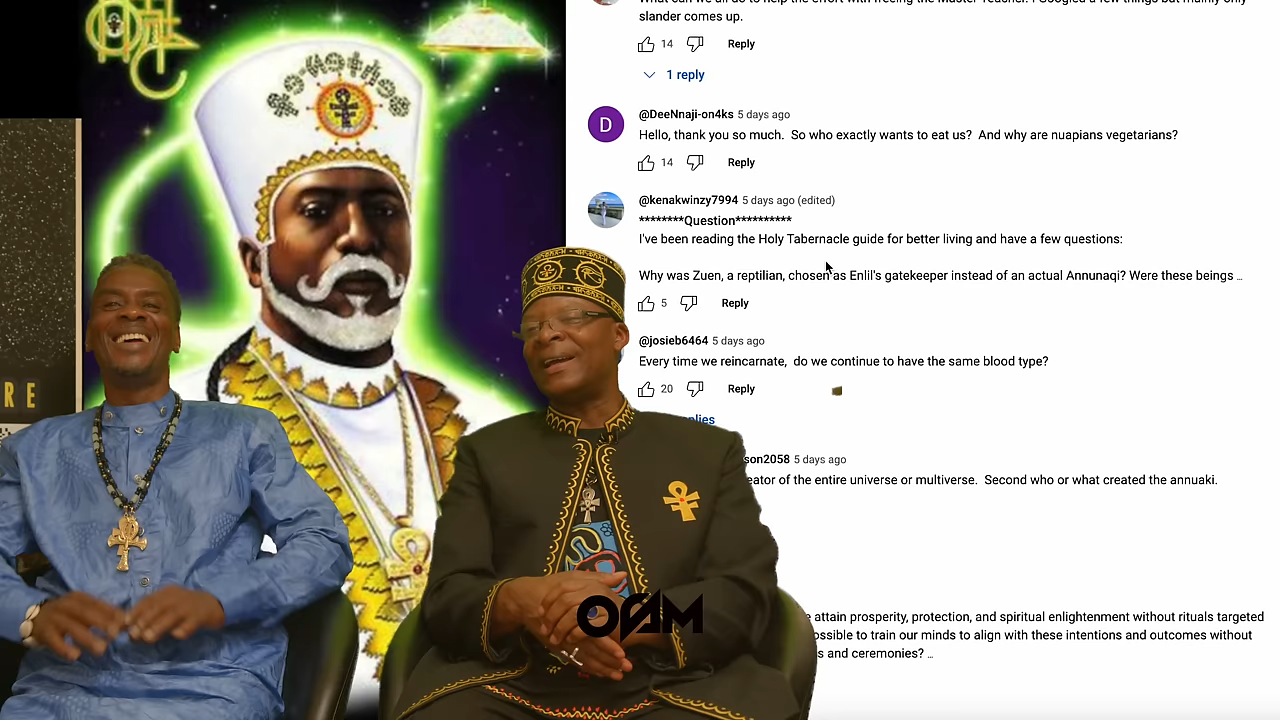 What can we all do to help the effort with freeing the Master Teacher? I Googled a few things but mainly only
slander comes up.
14 Reply
1 reply
D
@DeeNnaji-on4ks 5 days ago
Hello, thank you so much. So who exactly wants to eat us? And why are nuapians vegetarians?
14 Reply
@kenakwinzy7994 5 days ago (edited)
********Question**********
I've been reading the Holy Tabernacle guide for better living and have a few questions:
Why was Zuen, a reptilian, chosen as Enlil's gatekeeper instead of an actual Annunaqi? Were these beings ...
5 Reply
@josieb6464 5 days ago
Every time we reincarnate, do we continue to have the same blood type?
20 Reply
plies
son2058 5 days ago
eator of the entire universe or multiverse. Second who or what created the annuaki.
attain prosperity, protection, and spiritual enlightenment without rituals targeted
ossible to train our minds to align with these intentions and outcomes without
s and ceremonies? ...
RE